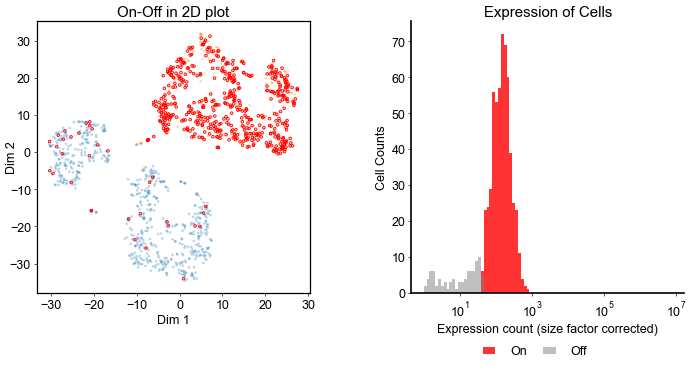 On-Off in 2D plot
30
20
10
0
−10
−20
−30
Dim 2
−30 −20 −10 0 10 20 30
Dim 1
Expression of Cells
70
60
50
40
30
20
10
0
Cell Counts
10^1 10^3 10^5 10^7
Expression count (size factor corrected)
On Off